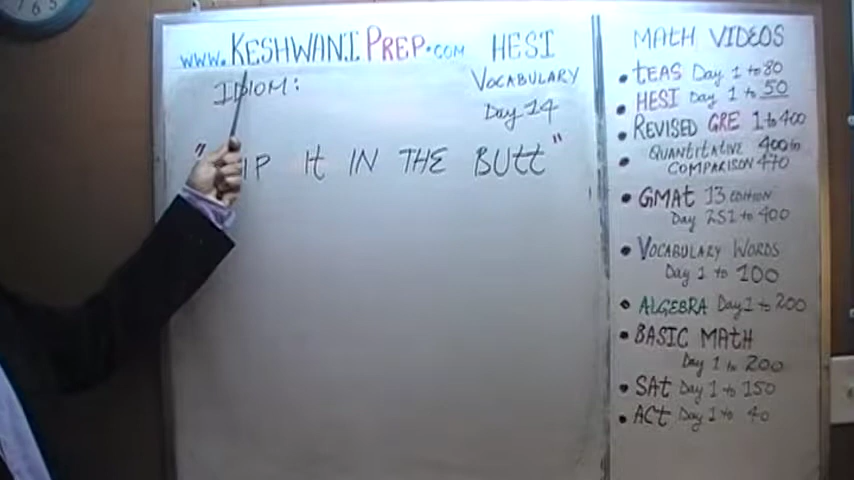 www.KESHWANIPREP.com
HESI
VOCABULARY
Day 14
IDIOM:
IP It IN THE BUtt"
MATH VIDEOS
• tEAS Day 1 to 80
• HESI Day 1 to 50
• REVISED GRE 1 to 400
• QUANtitAtiVE 400 to
COMPARISON 470
• GMAt 13 EDITION
Day 251 to 400
• VOCABULARY WORDS
Day 1 to 100
• ALGEBRA Day 1 to 200
• BASIC MAtH
Day 1 to 200
• SAt Day 1 to 150
• ACt Day 1 to 40